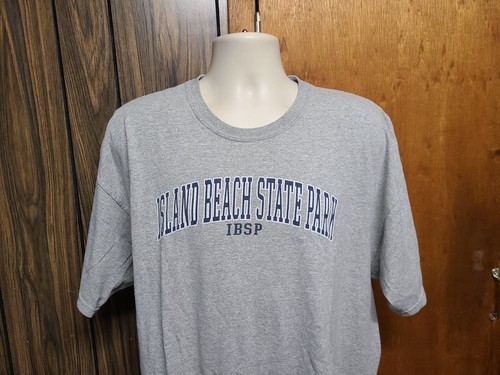 ISLAND BEACH STATE PARK
IBSP